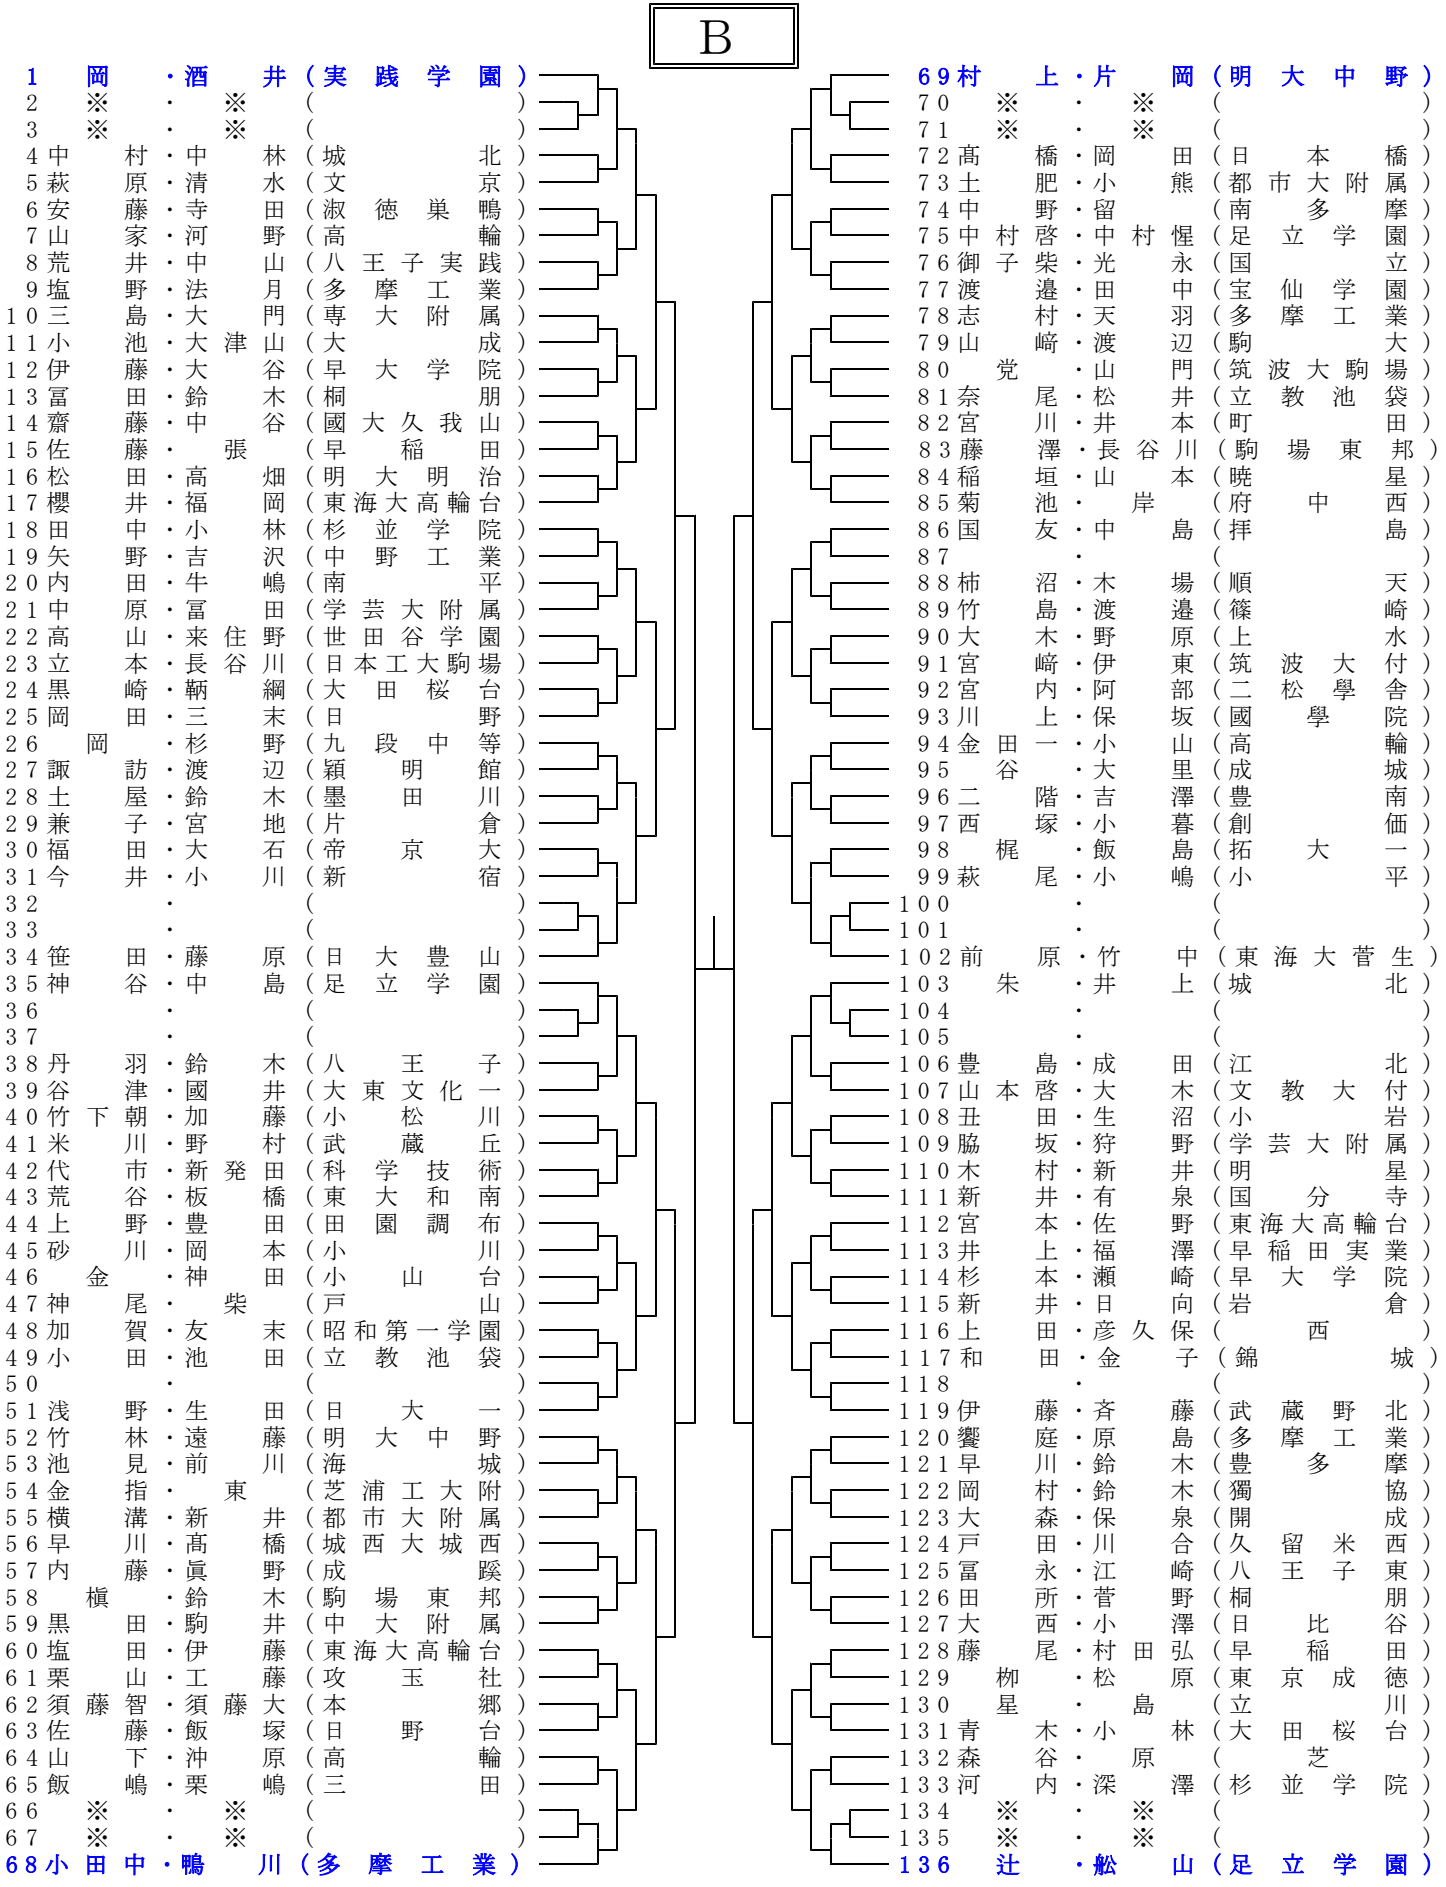 B
1 岡・酒井(実践学園)
2 ※・※( )
3 ※・※( )
4 中村・中林(城北)
5 萩原・清水(文京)
6 安藤・寺田(淑徳巣鴨)
7 山家・河野(高輪)
8 荒井・中山(八王子実践)
9 塩野・法月(多摩工業)
10 三島・大門(専大附属)
11 小池・大津山(大成)
12 伊藤・大谷(早大学院)
13 冨田・鈴木(桐朋)
14 齋藤・中谷(國大久我山)
15 佐藤・張(早稲田)
16 松田・高畑(明大明治)
17 櫻井・福岡(東海大高輪台)
18 田中・小林(杉並学院)
19 矢野・吉沢(中野工業)
20 内田・牛嶋(南平)
21 中原・冨田(学芸大附属)
22 高山・来住野(世田谷学園)
23 立本・長谷川(日本工大駒場)
24 黒崎・鞆綱(大田桜台)
25 岡田・三末(日野)
26 岡・杉野(九段中等)
27 諏訪・渡辺(穎明館)
28 土屋・鈴木(墨田川)
29 兼子・宮地(片倉)
30 福田・大石(帝京大)
31 今井・小川(新宿)
32 ・( )
33 ・( )
34 笹田・藤原(日大豊山)
35 神谷・中島(足立学園)
36 ・( )
37 ・( )
38 丹羽・鈴木(八王子)
39 谷津・國井(大東文化一)
40 竹下朝・加藤(小松川)
41 米川・野村(武蔵丘)
42 代市・新発田(科学技術)
43 荒谷・板橋(東大和南)
44 上野・豊田(田園調布)
45 砂川・岡本(小川)
46 金・神田(小山台)
47 神尾・柴(戸山)
48 加賀・友末(昭和第一学園)
49 小田・池田(立教池袋)
50 ・( )
51 浅野・生田(日大一)
52 竹林・遠藤(明大中野)
53 池見・前川(海城)
54 金指・東(芝浦工大附)
55 横溝・新井(都市大附属)
56 早川・髙橋(城西大城西)
57 内藤・眞野(成蹊)
58 槇・鈴木(駒場東邦)
59 黒田・駒井(中大附属)
60 塩田・伊藤(東海大高輪台)
61 栗山・工藤(攻玉社)
62 須藤智・須藤大(本郷)
63 佐藤・飯塚(日野台)
64 山下・沖原(高輪)
65 飯嶋・栗嶋(三田)
66 ※・※( )
67 ※・※( )
68 小田中・鴨川(多摩工業)
69 村上・片岡(明大中野)
70 ※・※( )
71 ※・※( )
72 髙橋・岡田(日本橋)
73 土肥・小熊(都市大附属)
74 中野・留(南多摩)
75 中村啓・中村惺(足立学園)
76 御子柴・光永(国立)
77 渡邉・田中(宝仙学園)
78 志村・天羽(多摩工業)
79 山﨑・渡辺(駒大)
80 党・山門(筑波大駒場)
81 奈尾・松井(立教池袋)
82 宮川・井本(町田)
83 藤澤・長谷川(駒場東邦)
84 稲垣・山本(暁星)
85 菊池・岸(府中西)
86 国友・中島(拝島)
87 ・( )
88 柿沼・木場(順天)
89 竹島・渡邉(篠崎)
90 大木・野原(上水)
91 宮﨑・伊東(筑波大付)
92 宮内・阿部(二松學舎)
93 川上・保坂(國學院)
94 金田一・小山(高輪)
95 谷・大里(成城)
96 二階・吉澤(豊南)
97 西塚・小暮(創価)
98 梶・飯島(拓大一)
99 萩尾・小嶋(小平)
100 ・( )
101 ・( )
102 前原・竹中(東海大菅生)
103 朱・井上(城北)
104 ・( )
105 ・( )
106 豊島・成田(江北)
107 山本啓・大木(文教大付)
108 丑田・生沼(小岩)
109 脇坂・狩野(学芸大附属)
110 木村・新井(明星)
111 新井・有泉(国分寺)
112 宮本・佐野(東海大高輪台)
113 井上・福澤(早稲田実業)
114 杉本・瀬崎(早大学院)
115 新井・日向(岩倉)
116 上田・彦久保(西)
117 和田・金子(錦城)
118 ・( )
119 伊藤・斉藤(武蔵野北)
120 饗庭・原島(多摩工業)
121 早川・鈴木(豊多摩)
122 岡村・鈴木(獨協)
123 大森・保泉(開成)
124 戸田・川合(久留米西)
125 冨永・江崎(八王子東)
126 田所・菅野(桐朋)
127 大西・小澤(日比谷)
128 藤尾・村田弘(早稲田)
129 栁・松原(東京成徳)
130 星・島(立川)
131 青木・小林(大田桜台)
132 森谷・原(芝)
133 河内・深澤(杉並学院)
134 ※・※( )
135 ※・※( )
136 辻・舩山(足立学園)